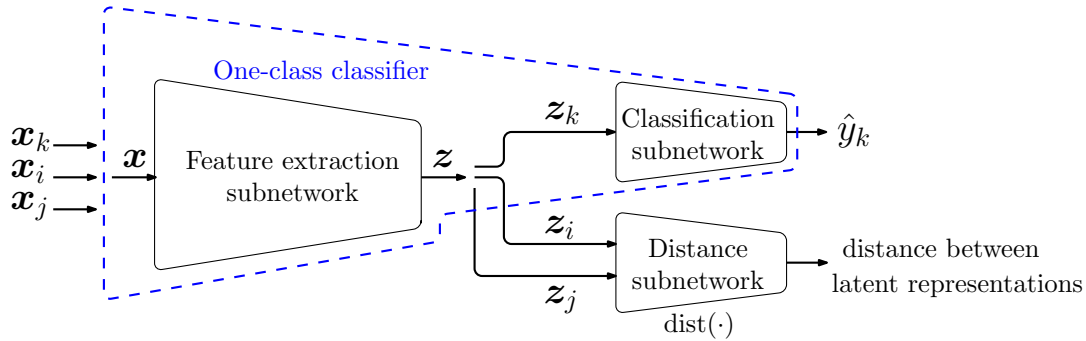 One-class classifier
x_k
x_i
x_j
x
Feature extraction
subnetwork
z
z_k
Classification
subnetwork
ŷ_k
z_i
z_j
Distance
subnetwork
dist(·)
distance between
latent representations